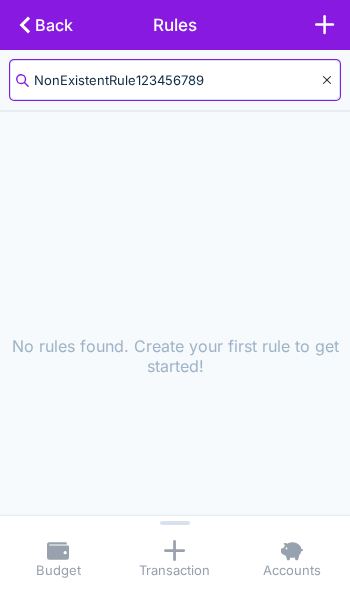 Back
Rules
NonExistentRule123456789
No rules found. Create your first rule to get
started!
Budget
Transaction
Accounts